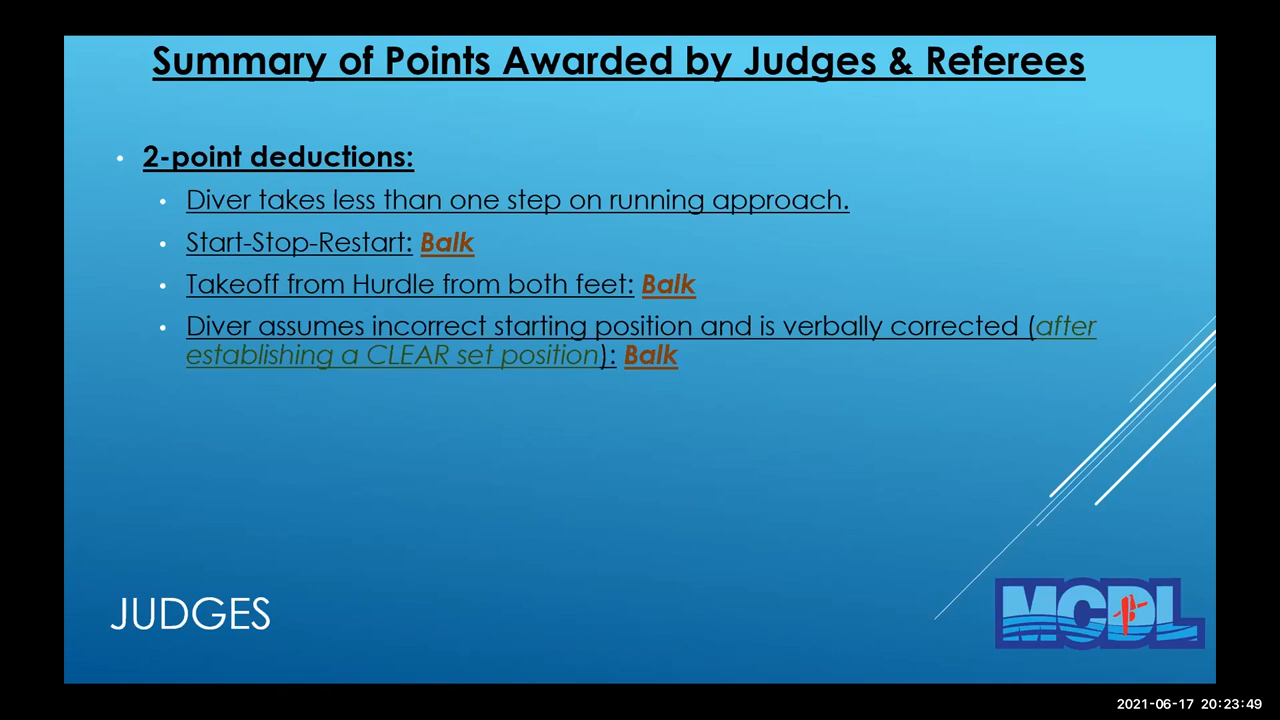 Summary of Points Awarded by Judges & Referees
• 2-point deductions:
• Diver takes less than one step on running approach.
• Start-Stop-Restart: Balk
• Takeoff from Hurdle from both feet: Balk
• Diver assumes incorrect starting position and is verbally corrected (after
establishing a CLEAR set position): Balk
JUDGES
MCDL
2021-06-17 20:23:49